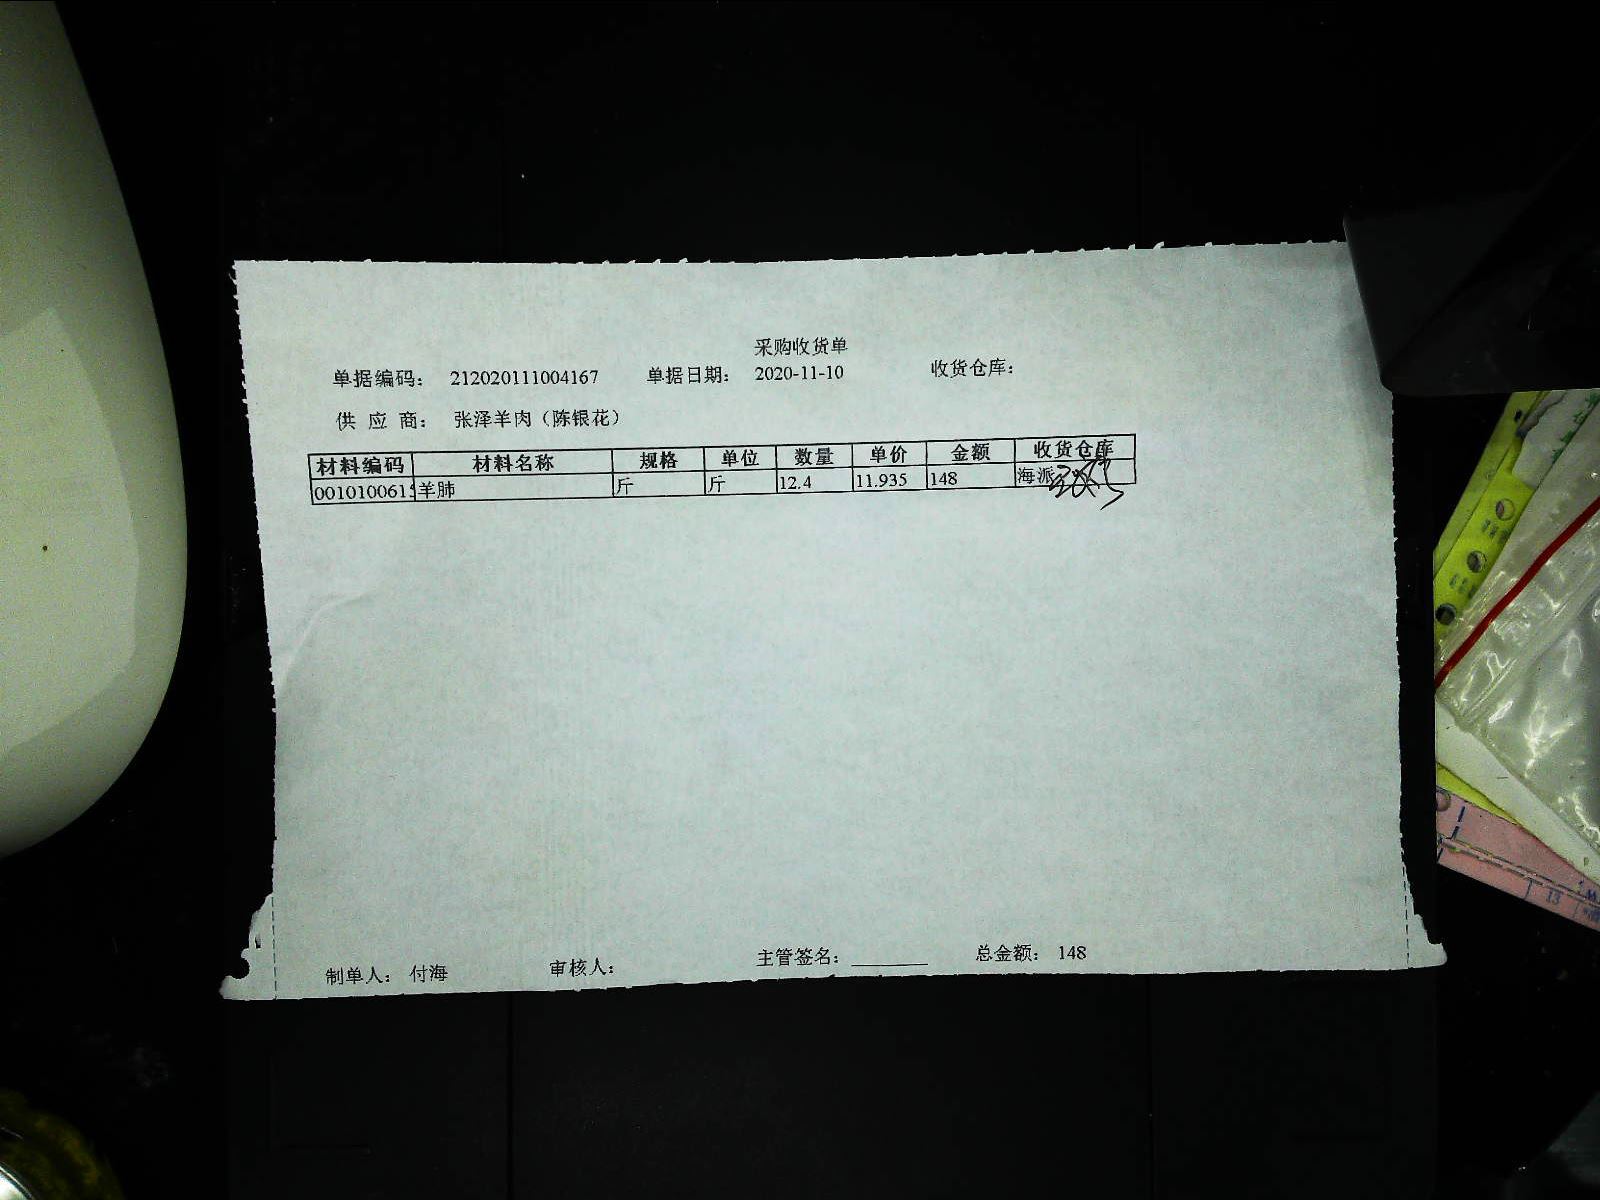 采购收货单
单据编码： 212020111004167 单据日期： 2020-11-10 收货仓库：
供 应 商： 张泽羊肉（陈银花）
材料编码 材料名称 规格 单位 数量 单价 金额 收货仓库
0010100615 羊肺 斤 斤 12.4 11.935 148 海派
制单人： 付海 审核人： 主管签名：________ 总金额： 148
13